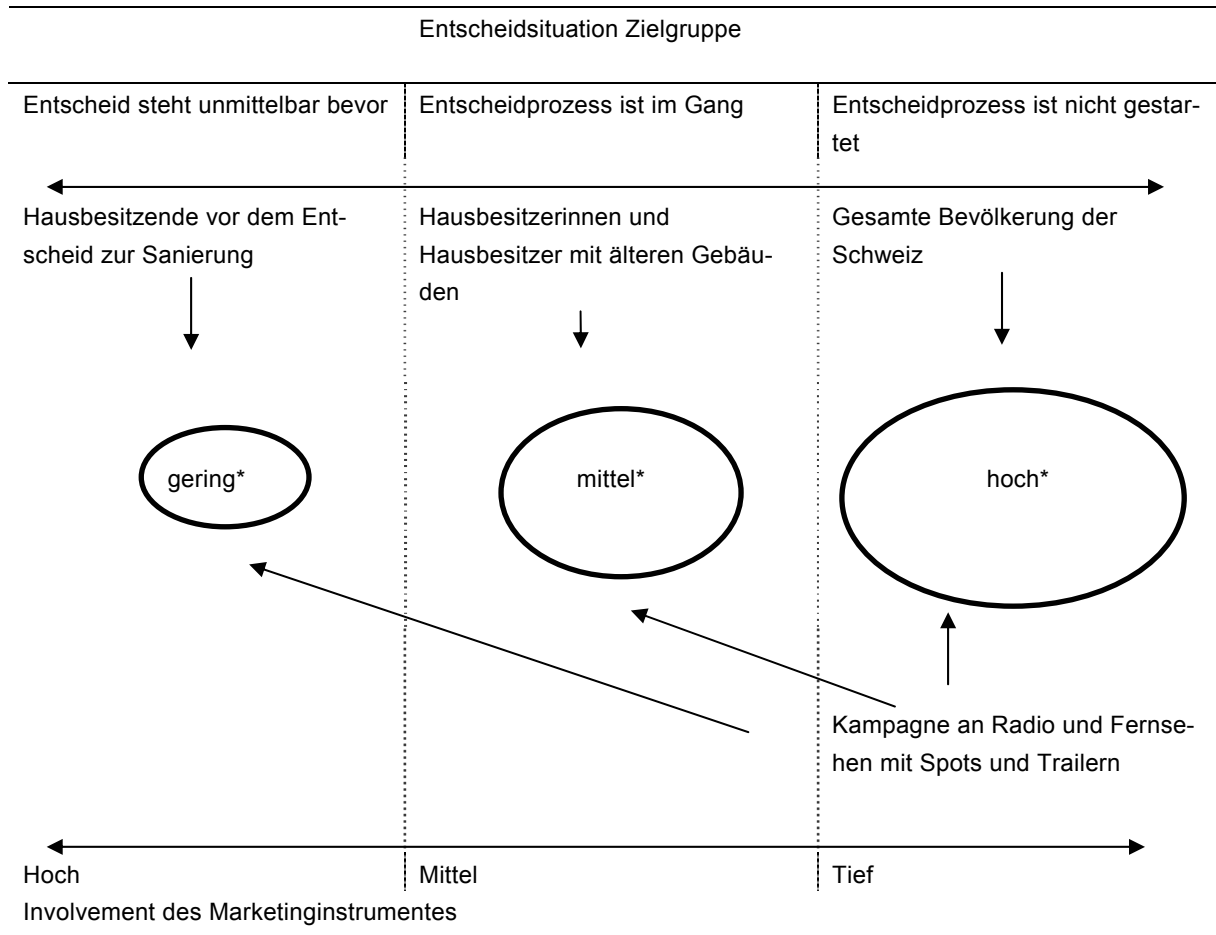 Entscheidsituation Zielgruppe
Entscheid steht unmittelbar bevor
Entscheidprozess ist im Gang
Entscheidprozess ist nicht gestar-
tet
Hausbesitzende vor dem Ent-
scheid zur Sanierung
Hausbesitzerinnen und
Hausbesitzer mit älteren Gebäu-
den
Gesamte Bevölkerung der
Schweiz
gering*
mittel*
hoch*
Kampagne an Radio und Fernse-
hen mit Spots und Trailern
Hoch
Mittel
Tief
Involvement des Marketinginstrumentes